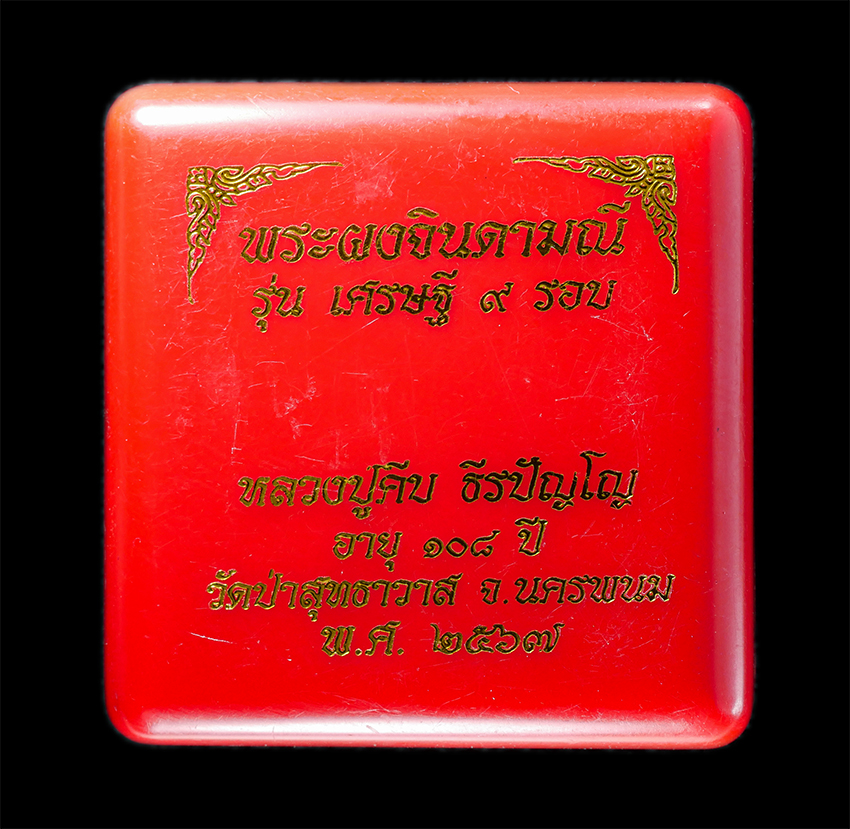 พระผงจินดามณี
รุ่น เศรษฐี ๙ รอบ
หลวงปู่คีบ ธีรปัญโญ
อายุ ๑๐๘ ปี
วัดป่าสุทธาวาส จ.นครพนม
พ.ศ. ๒๕๖๗